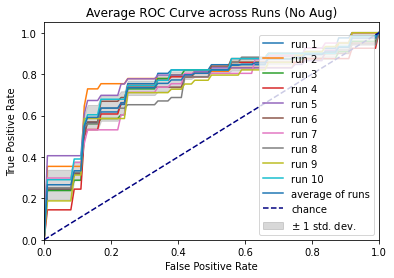 Average ROC Curve across Runs (No Aug)
True Positive Rate
1.0
0.8
0.6
0.4
0.2
0.0
run 1
run 2
run 3
run 4
run 5
run 6
run 7
run 8
run 9
run 10
average of runs
chance
± 1 std. dev.
0.0 0.2 0.4 0.6 0.8 1.0
False Positive Rate